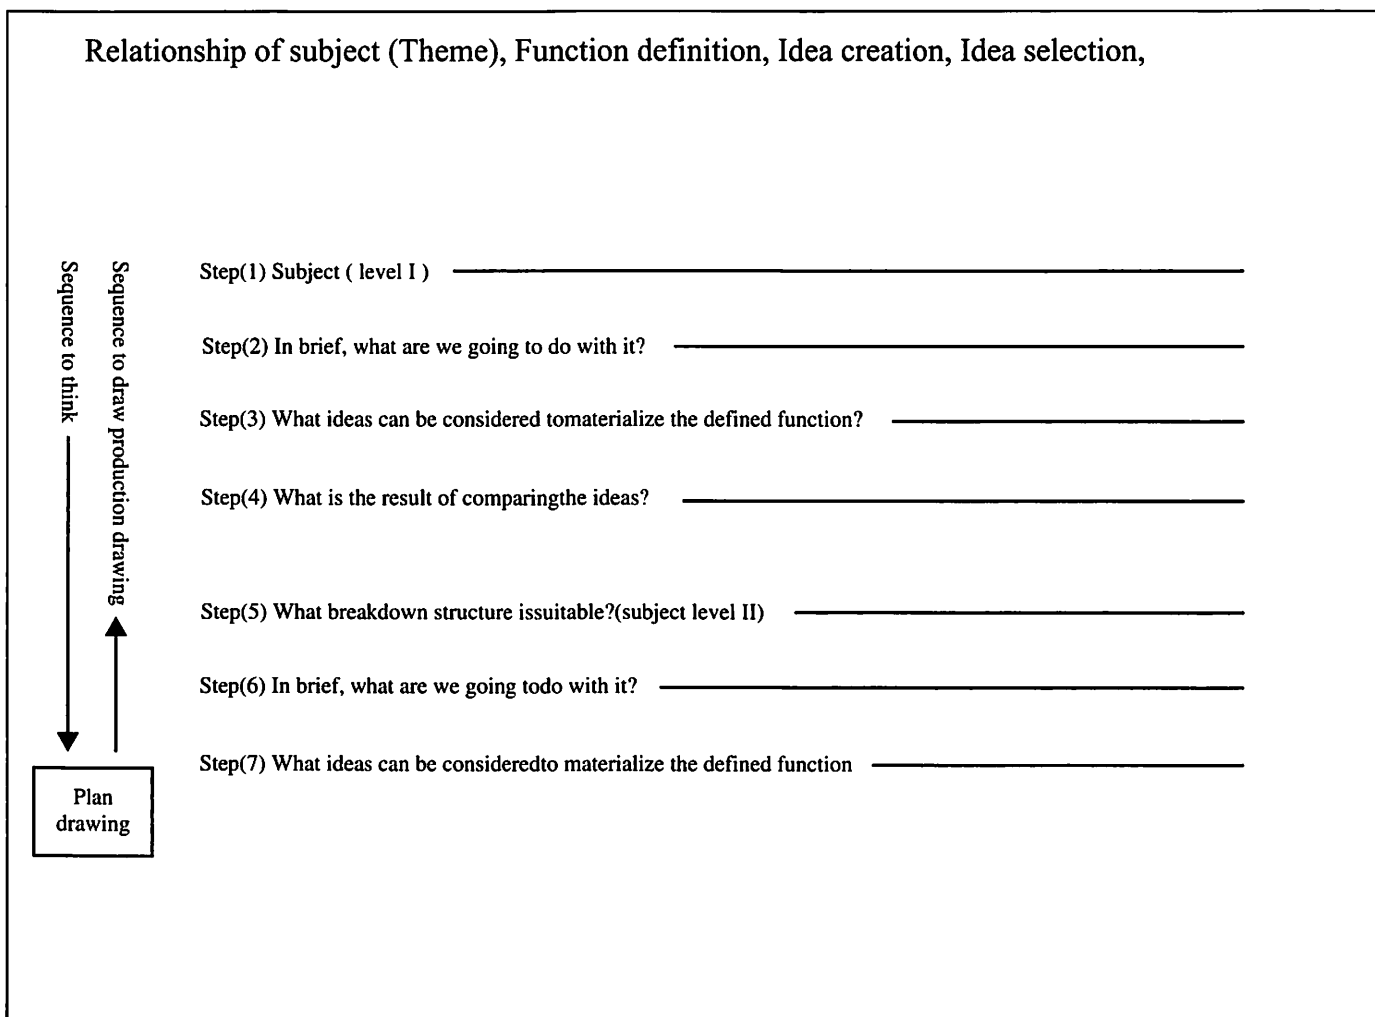 Relationship of subject (Theme), Function definition, Idea creation, Idea selection,
Sequence to think
Sequence to draw production drawing
Step(1) Subject ( level I )
Step(2) In brief, what are we going to do with it?
Step(3) What ideas can be considered tomaterialize the defined function?
Step(4) What is the result of comparingthe ideas?
Step(5) What breakdown structure issuitable?(subject level II)
Step(6) In brief, what are we going todo with it?
Step(7) What ideas can be consideredto materialize the defined function
Plan
drawing